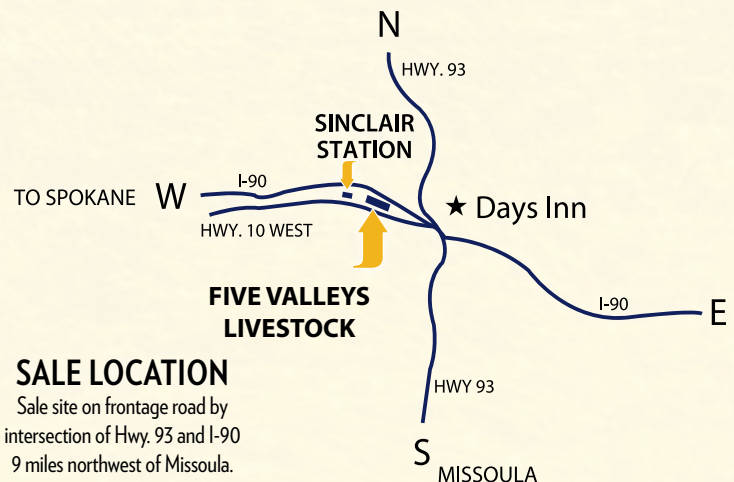 N
HWY. 93
SINCLAIR
STATION
I-90
TO SPOKANE W
★ Days Inn
HWY. 10 WEST
FIVE VALLEYS
LIVESTOCK
I-90
E
SALE LOCATION
Sale site on frontage road by
intersection of Hwy. 93 and I-90
9 miles northwest of Missoula.
HWY 93
S
MISSOULA